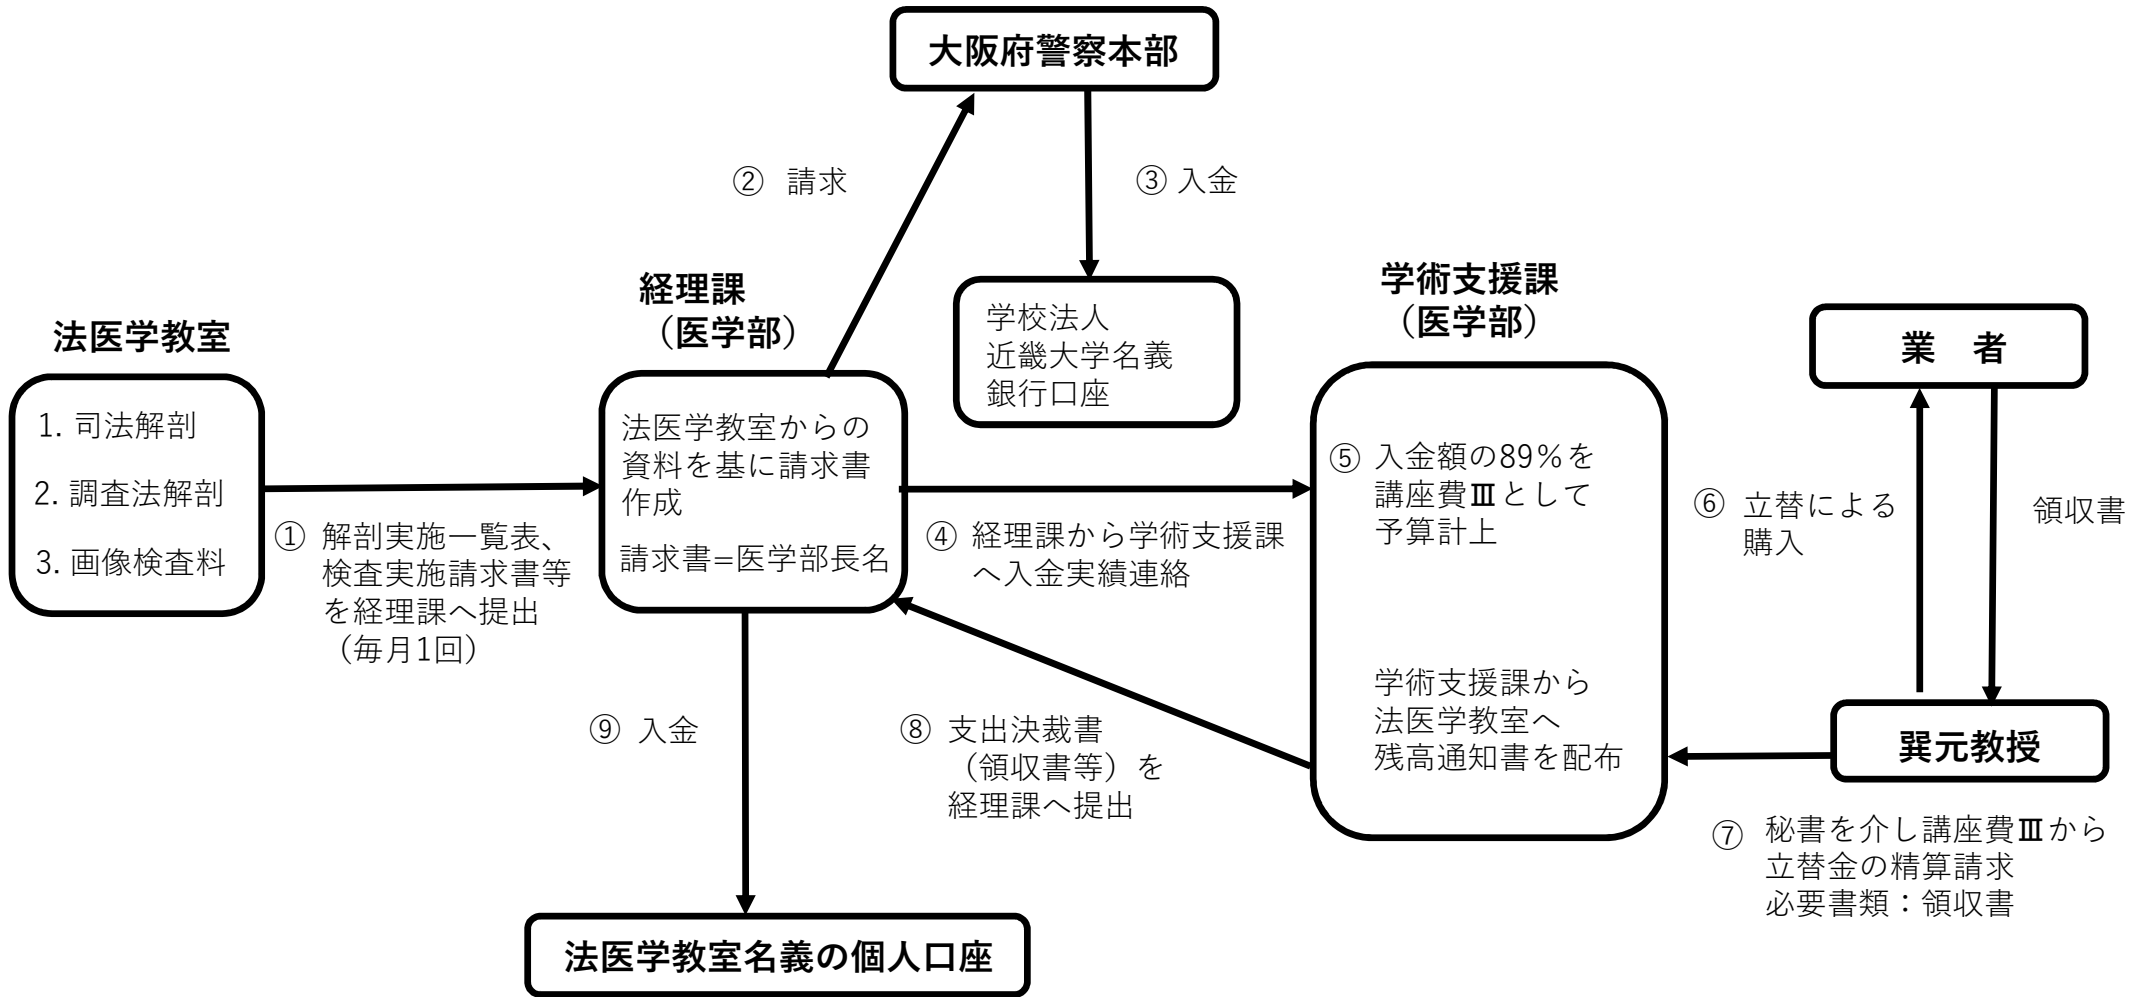 大阪府警察本部
② 請求
③ 入金
経理課
（医学部）
学術支援課
（医学部）
法医学教室
学校法人
近畿大学名義
銀行口座
業　者
1. 司法解剖
2. 調査法解剖
3. 画像検査料
① 解剖実施一覧表、
検査実施請求書等
を経理課へ提出
（毎月1回）
法医学教室からの
資料を基に請求書
作成
請求書=医学部長名
④ 経理課から学術支援課
へ入金実績連絡
⑤ 入金額の89%を
講座費Ⅲとして
予算計上
学術支援課から
法医学教室へ
残高通知書を配布
⑥ 立替による
購入
領収書
巽元教授
⑦ 秘書を介し講座費Ⅲから
立替金の精算請求
必要書類：領収書
⑧ 支出決裁書
（領収書等）を
経理課へ提出
⑨ 入金
法医学教室名義の個人口座